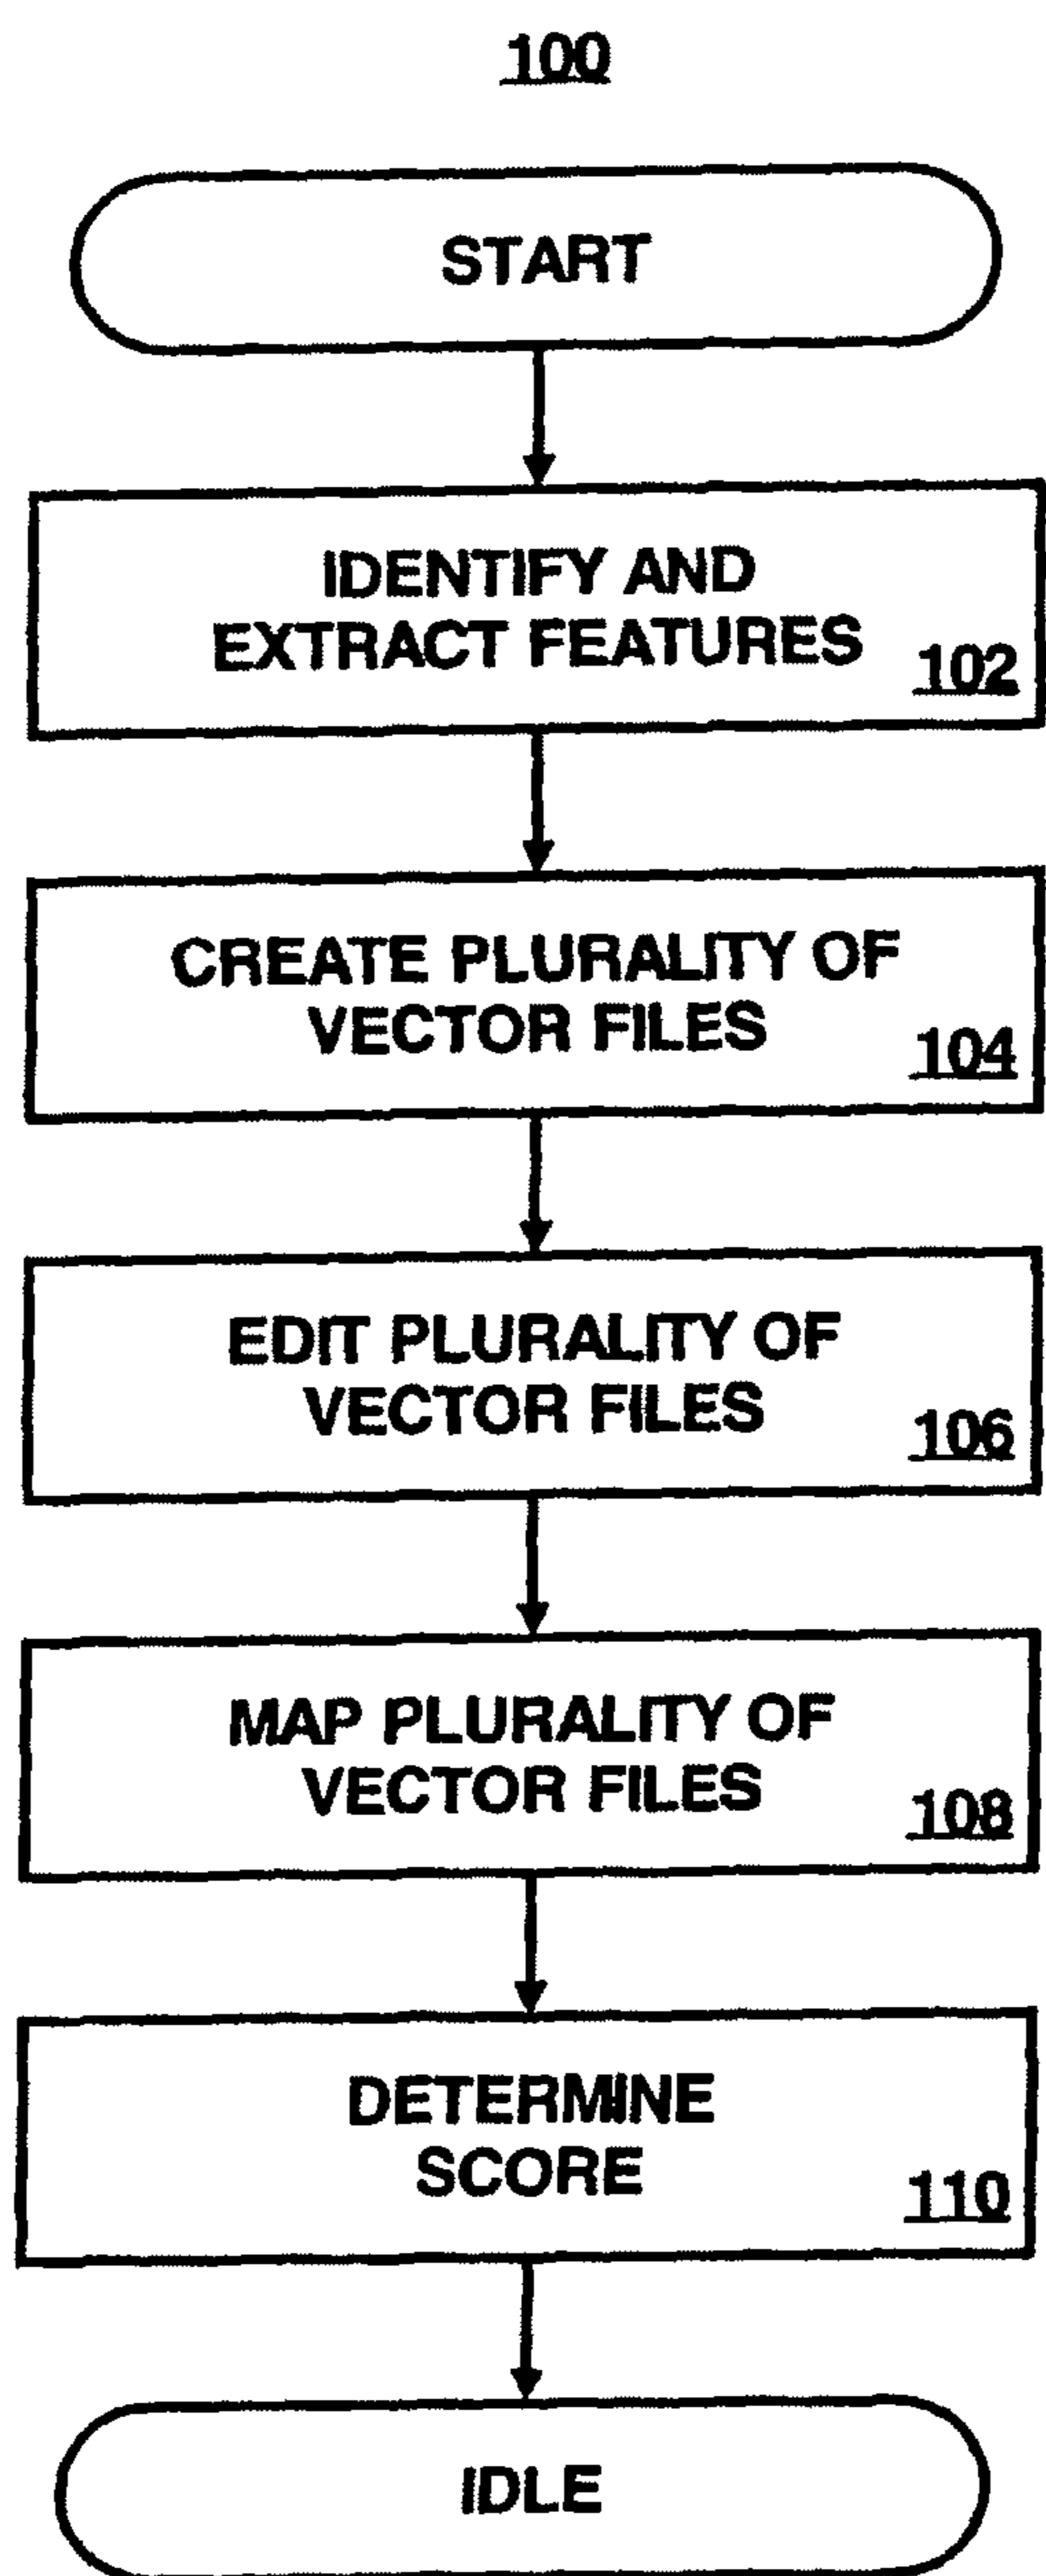 100
START
IDENTIFY AND
EXTRACT FEATURES
102
CREATE PLURALITY OF
VECTOR FILES
104
EDIT PLURALITY OF
VECTOR FILES
106
MAP PLURALITY OF
VECTOR FILES
108
DETERMINE
SCORE
110
IDLE